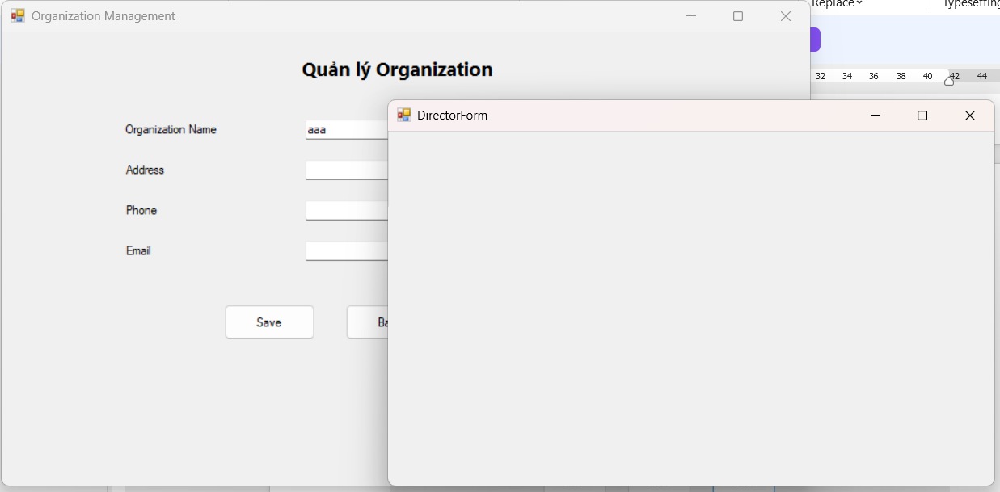 Organization Management
Replace
Typesetting
Quản lý Organization
32 34 36 38 40 42 44
DirectorForm
Organization Name
aaa
Address
Phone
Email
Save
Ba